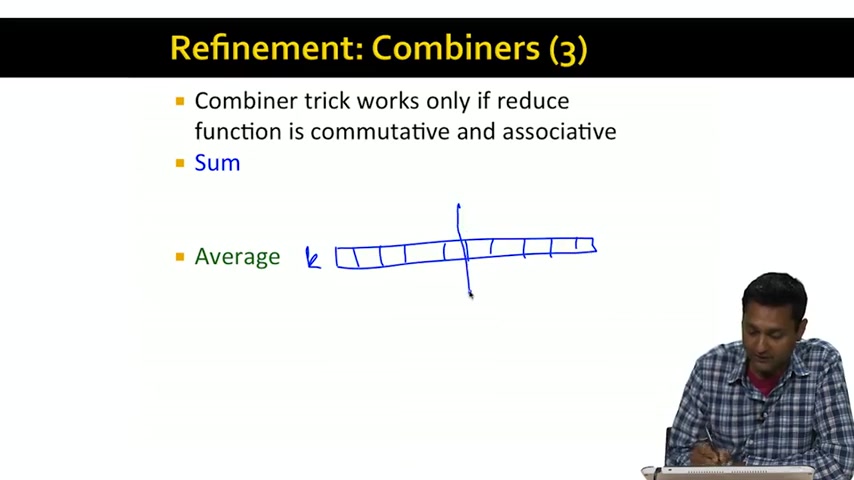 Refinement: Combiners (3)
Combiner trick works only if reduce
function is commutative and associative
Sum
Average k